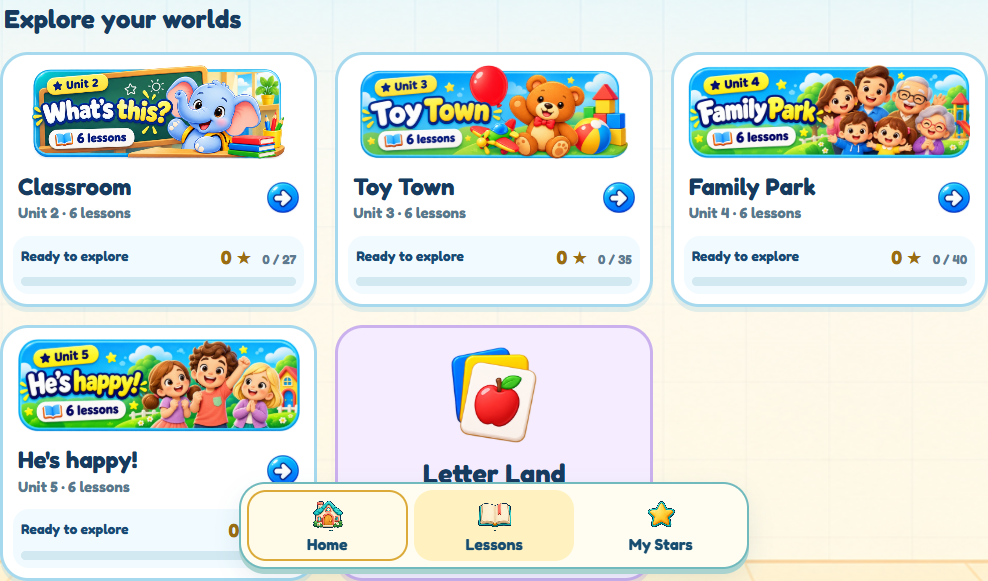 Explore your worlds
★ Unit 2
What's this?
6 lessons
Classroom
Unit 2 · 6 lessons
Ready to explore
0 ★ 0 / 27
★ Unit 3
Toy Town
6 lessons
Toy Town
Unit 3 · 6 lessons
Ready to explore
0 ★ 0 / 35
★ Unit 4
Family Park
6 lessons
Family Park
Unit 4 · 6 lessons
Ready to explore
0 ★ 0 / 40
★ Unit 5
He's happy!
6 lessons
He's happy!
Unit 5 · 6 lessons
Ready to explore
0
Letter Land
Home
Lessons
My Stars